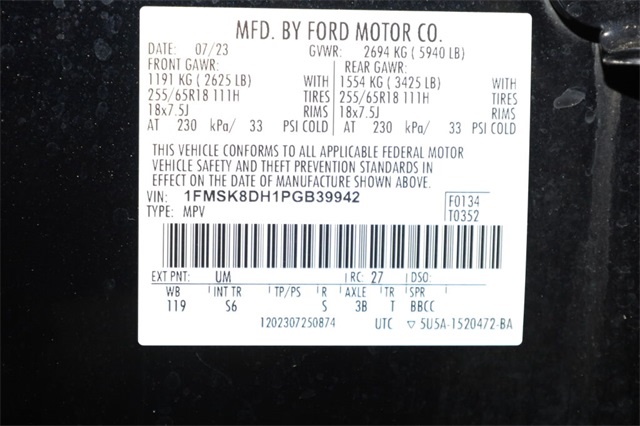 MFD. BY FORD MOTOR CO.
DATE: 07/23 GVWR: 2694 KG ( 5940 LB)
FRONT GAWR: REAR GAWR:
1191 KG ( 2625 LB) WITH 1554 KG ( 3425 LB) WITH
255/65R18 111H TIRES 255/65R18 111H TIRES
18x7.5J RIMS 18x7.5J RIMS
AT 230 kPa/ 33 PSI COLD AT 230 kPa/ 33 PSI COLD
THIS VEHICLE CONFORMS TO ALL APPLICABLE FEDERAL MOTOR
VEHICLE SAFETY AND THEFT PREVENTION STANDARDS IN
EFFECT ON THE DATE OF MANUFACTURE SHOWN ABOVE.
VIN: 1FMSK8DH1PGB39942 F0134
TYPE: MPV T0352
EXT PNT: UM RC: 27 DSO:
WB INT TR TP/PS R AXLE TR SPR
119 S6 S 3B T BBCC
1202307250874 UTC ▽ 5U5A-1520472-BA